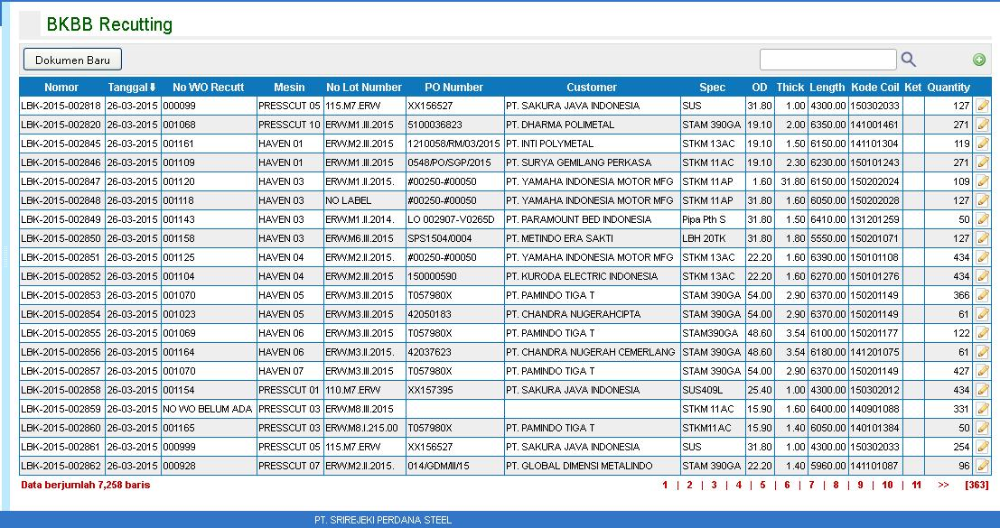 BKBB Recutting
Dokumen Baru
Nomor Tanggal No WO Recutt Mesin No Lot Number PO Number Customer Spec OD Thick Length Kode Coil Ket Quantity
LBK-2015-002818 26-03-2015 000099 PRESSCUT 05 115.M7.ERW XX156527 PT. SAKURA JAVA INDONESIA SUS 31.80 1.00 4300.00 150302033 127
LBK-2015-002820 26-03-2015 001068 PRESSCUT 10 ERW.M1.III.2015 5100036823 PT. DHARMA POLIMETAL STAM 390GA 19.10 2.00 6350.00 141001461 271
LBK-2015-002845 26-03-2015 001161 HAVEN 01 ERW.M2.III.2015 1210058/RM/03/2015 PT. INTI POLYMETAL STKM 13AC 19.10 1.50 6150.00 141101304 119
LBK-2015-002846 26-03-2015 001109 HAVEN 01 ERW.M1.III.2015 0548/PO/SGP/2015 PT. SURYA GEMILANG PERKASA STKM 11AC 19.10 2.30 6230.00 150101243 271
LBK-2015-002847 26-03-2015 001120 HAVEN 03 ERW.M1.II.2015. #00250-#00050 PT. YAMAHA INDONESIA MOTOR MFG STKM 11AP 1.60 31.80 6150.00 150202024 109
LBK-2015-002848 26-03-2015 001118 HAVEN 03 NO LABEL #00250-#00050 PT. YAMAHA INDONESIA MOTOR MFG STKM 11AP 31.80 1.60 6050.00 150202028 127
LBK-2015-002849 26-03-2015 001143 HAVEN 03 ERW.M1.II.2014. LO 002907-V0265D PT. PARAMOUNT BED INDONESIA Pipa Pth S 31.80 1.50 6410.00 131201259 50
LBK-2015-002850 26-03-2015 001158 HAVEN 03 ERW.M6.III.2015 SPS1504/0004 PT. METINDO ERA SAKTI LBH 20TK 31.80 1.80 5550.00 150201071 127
LBK-2015-002851 26-03-2015 001125 HAVEN 04 ERW.M2.II.2015. #00250-#00050 PT. YAMAHA INDONESIA MOTOR MFG STKM 13AC 22.20 1.60 6390.00 150101108 434
LBK-2015-002852 26-03-2015 001104 HAVEN 04 ERW.M2.III.2015 150000590 PT. KURODA ELECTRIC INDONESIA STKM 13AC 22.20 1.60 6270.00 150101276 434
LBK-2015-002853 26-03-2015 001070 HAVEN 05 ERW.M3.III.2015 T057980X PT. PAMINDO TIGA T STAM 390GA 54.00 2.90 6370.00 150201149 366
LBK-2015-002854 26-03-2015 001023 HAVEN 05 ERW.M3.III.2015 42050183 PT. CHANDRA NUGERAHCIPTA STAM 390GA 54.00 2.90 6370.00 150201149 61
LBK-2015-002855 26-03-2015 001069 HAVEN 06 ERW.M3.III.2015 T057980X PT. PAMINDO TIGA T STAM390GA 48.60 3.54 6100.00 150201177 122
LBK-2015-002856 26-03-2015 001164 HAVEN 06 ERW.M3.II.2015. 42037623 PT. CHANDRA NUGERAH CEMERLANG STAM 390GA 48.60 3.54 6180.00 141201075 61
LBK-2015-002857 26-03-2015 001070 HAVEN 07 ERW.M3.III.2015 T057980X PT. PAMINDO TIGA T STAM 390GA 54.00 2.90 6370.00 150201149 427
LBK-2015-002858 26-03-2015 001154 PRESSCUT 01 110.M7.ERW XX157395 PT. SAKURA JAVA INDONESIA SUS409L 25.40 1.00 4300.00 150302012 434
LBK-2015-002859 26-03-2015 NO WO BELUM ADA PRESSCUT 03 ERW.M8.III.2015 STKM 11AC 15.90 1.60 6400.00 140901088 331
LBK-2015-002860 26-03-2015 001165 PRESSCUT 03 ERW.M8.I.215.00 T057980X PT. PAMINDO TIGA T STKM11AC 15.90 1.40 6050.00 140101384 50
LBK-2015-002861 26-03-2015 000999 PRESSCUT 05 115.M7.ERW XX156527 PT. SAKURA JAVA INDONESIA SUS 31.80 1.00 4300.00 150302033 254
LBK-2015-002862 26-03-2015 000928 PRESSCUT 07 ERW.M2.II.2015. 014/GDM/III/15 PT. GLOBAL DIMENSI METALINDO STAM 390GA 22.20 1.40 5960.00 141101087 96
Data berjumlah 7,258 baris 1 | 2 | 3 | 4 | 5 | 6 | 7 | 8 | 9 | 10 | 11 >> [363]
PT. SRIREJEKI PERDANA STEEL